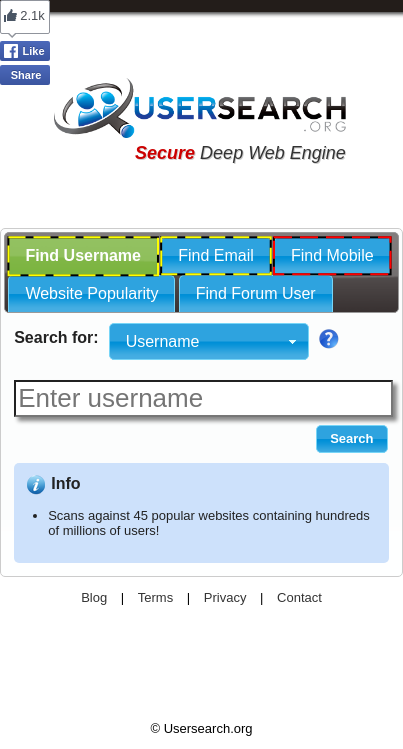 2.1k
Like
Share
USERSEARCH
.ORG
Secure Deep Web Engine
Find Username Find Email Find Mobile
Website Popularity Find Forum User
Search for: Username ?
Enter username
Search
i Info
• Scans against 45 popular websites containing hundreds
of millions of users!
Blog | Terms | Privacy | Contact
© Usersearch.org